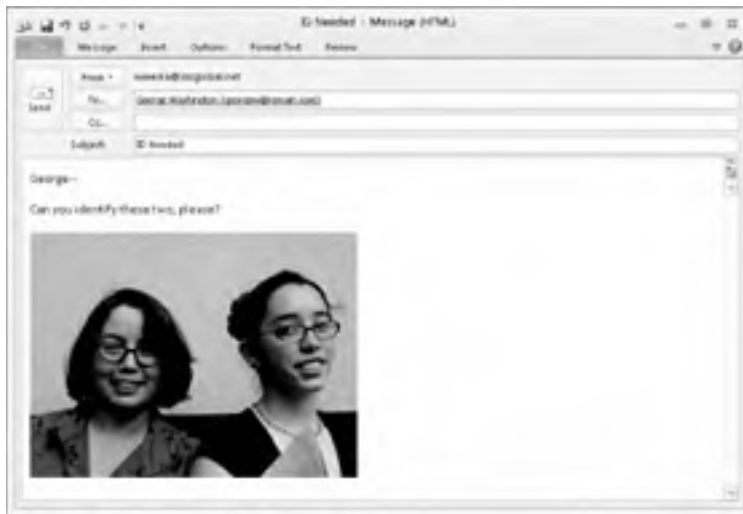 ID Needed - Message (HTML)
Message Insert Options Format Text Review
From
Send
To...
Cc...
Subject: ID Needed
George--
Can you identify these two, please?